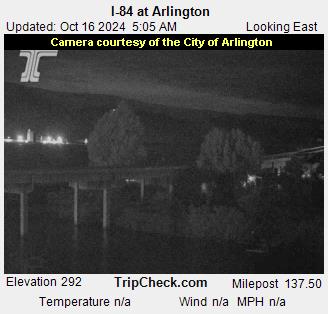 I-84 at Arlington
Updated: Oct 16 2024 5:05 AM Looking East
Camera courtesy of the City of Arlington
Elevation 292 TripCheck.com Milepost 137.50
Temperature n/a Wind n/a MPH n/a